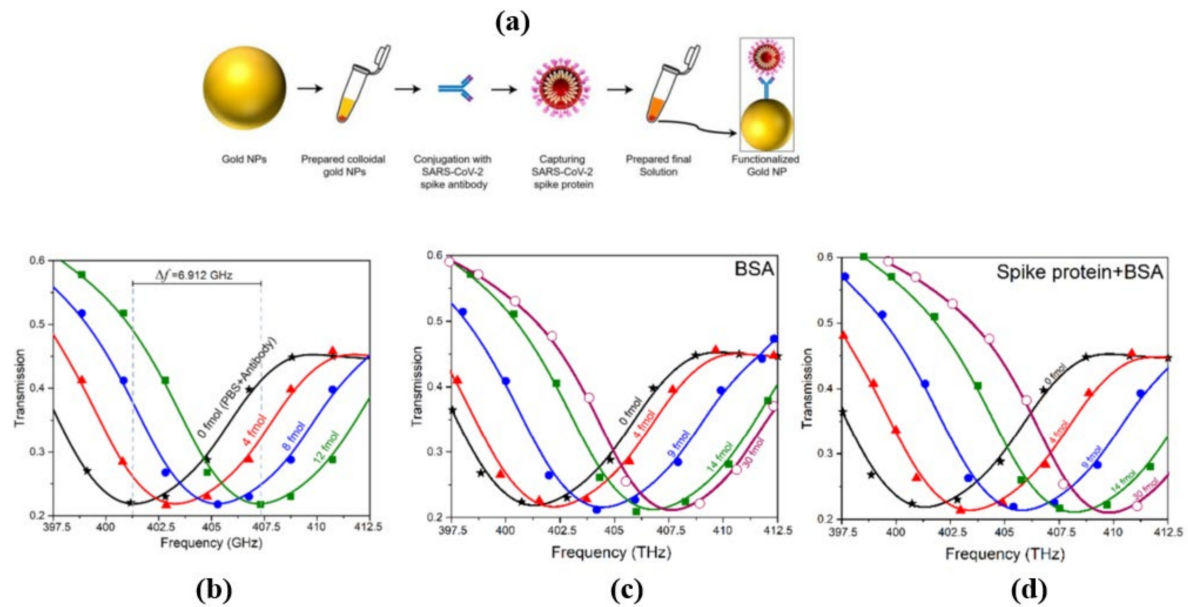 (a)
Gold NPs
Prepared colloidal
gold NPs
Conjugation with
SARS-CoV-2
spike antibody
Capturing
SARS-CoV-2
spike protein
Prepared final
Solution
Functionalized
Gold NP
0.6
0.5
0.4
0.3
0.2
Transmission
Δf=6.912 GHz
0 fmol (PBS+Antibody)
4 fmol
8 fmol
12 fmol
397.5 400 402.5 405 407.5 410 412.5
Frequency (GHz)
(b)
0.6
0.5
0.4
0.3
0.2
Transmission
BSA
0 fmol
4 fmol
9 fmol
14 fmol
30 fmol
397.5 400 402.5 405 407.5 410 412.5
Frequency (THz)
(c)
0.6
0.5
0.4
0.3
0.2
Transmission
Spike protein+BSA
0 fmol
4 fmol
9 fmol
14 fmol
30 fmol
397.5 400 402.5 405 407.5 410 412.5
Frequency (THz)
(d)